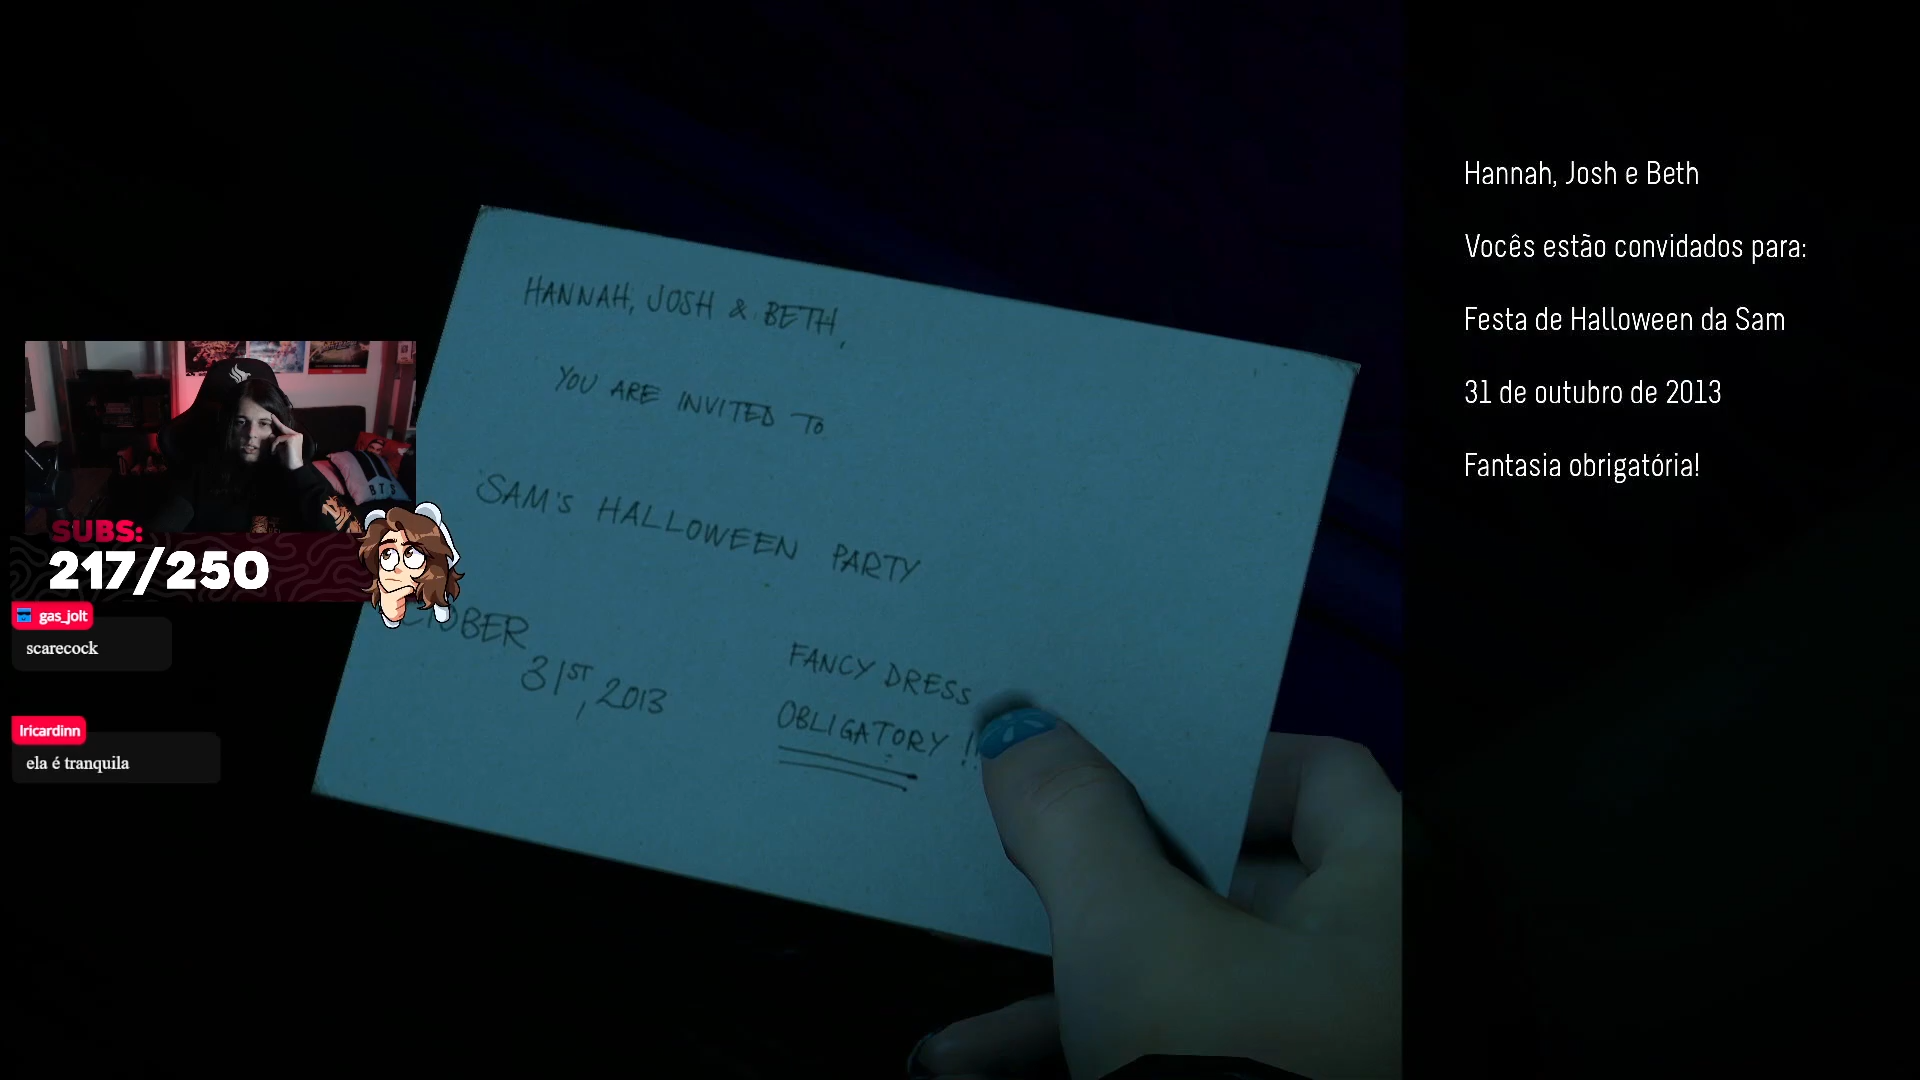 HANNAH, JOSH & BETH,
YOU ARE INVITED TO
SAM'S HALLOWEEN PARTY
OBER
31ST, 2013
FANCY DRESS
OBLIGATORY !!
Hannah, Josh e Beth
Vocês estão convidados para:
Festa de Halloween da Sam
31 de outubro de 2013
Fantasia obrigatória!
BTS
SUBS:
217/250
gas_jolt
scarecock
lricardinn
ela é tranquila